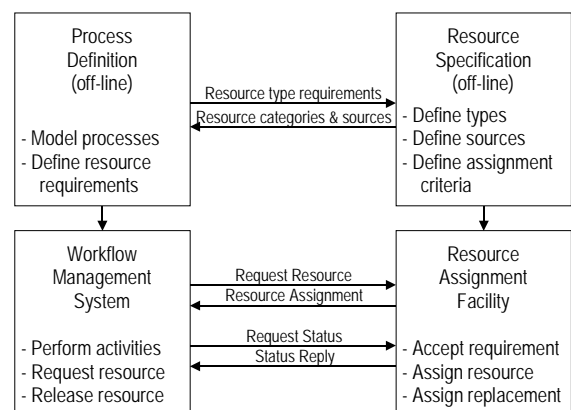 Process
Definition
(off-line)
- Model processes
- Define resource
requirements
Resource type requirements
Resource categories & sources
Resource
Specification
(off-line)
- Define types
- Define sources
- Define assignment
criteria
Workflow
Management
System
- Perform activities
- Request resource
- Release resource
Request Resource
Resource Assignment
Request Status
Status Reply
Resource
Assignment
Facility
- Accept requirement
- Assign resource
- Assign replacement